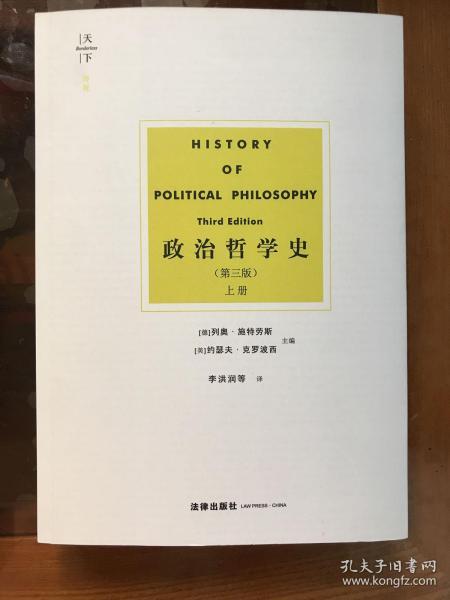 天下
Borderless
HISTORY
OF
POLITICAL PHILOSOPHY
Third Edition
政治哲学史
(第三版)
上册
[德]列奥·施特劳斯
[美]约瑟夫·克罗波西
主编
李洪润等 译
法律出版社 LAW PRESS·CHINA
孔夫子旧书网
www.kongfz.com